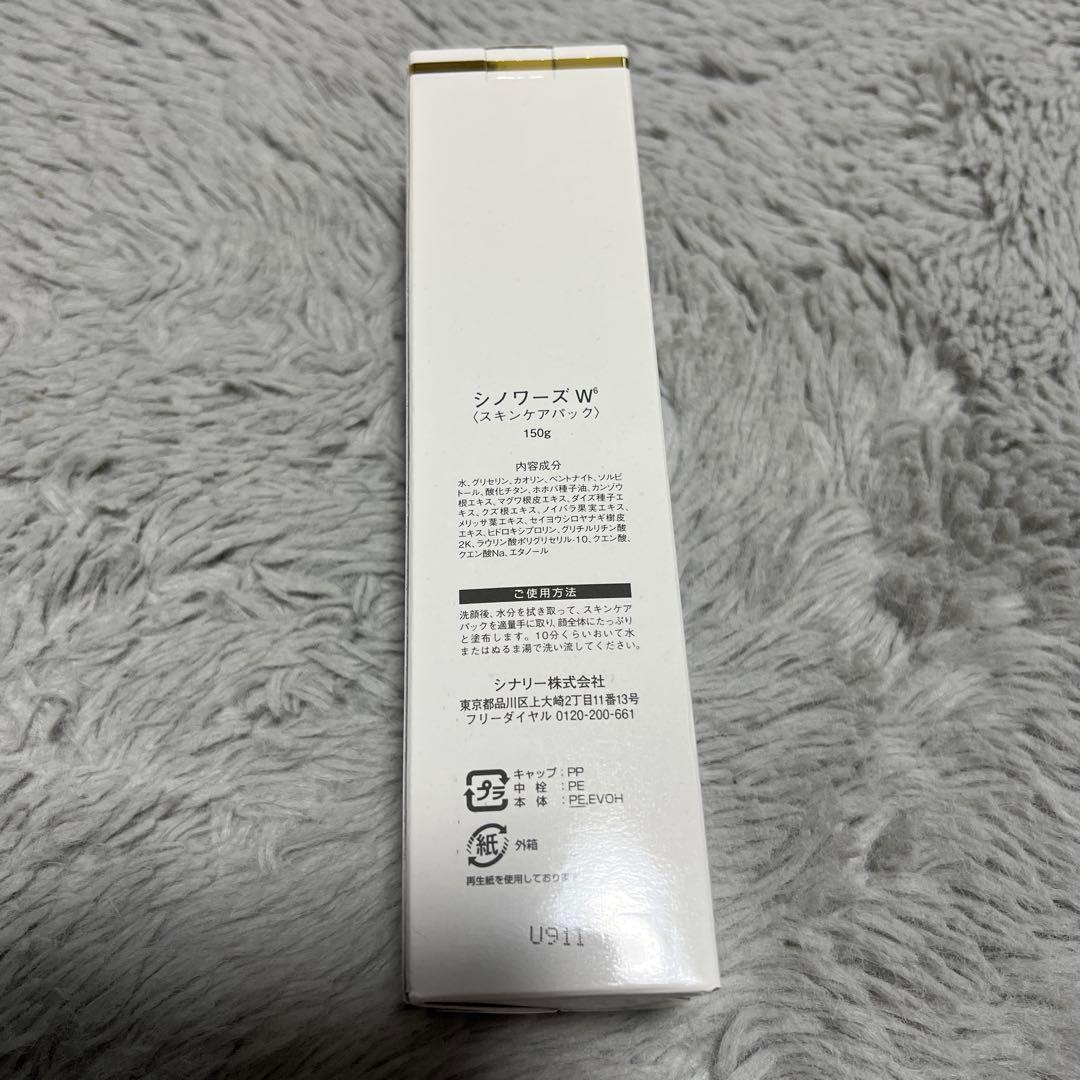 シノワーズ W⁶
〈スキンケアパック〉
150g
内容成分
水、グリセリン、カオリン、ベントナイト、ソルビ
トール、酸化チタン、ホホバ種子油、カンゾウ
根エキス、マグワ根皮エキス、ダイズ種子エ
キス、クズ根エキス、ノイバラ果実エキス、
メリッサ葉エキス、セイヨウシロヤナギ樹皮
エキス、ヒドロキシプロリン、グリチルリチン酸
2K、ラウリン酸ポリグリセリル-10、クエン酸、
クエン酸Na、エタノール
ご使用方法
洗顔後、水分を拭き取って、スキンケア
パックを適量手に取り、顔全体にたっぷり
と塗布します。10分くらいおいて水
またはぬるま湯で洗い流してください。
シナリー株式会社
東京都品川区上大崎2丁目11番13号
フリーダイヤル 0120-200-661
プラ
キャップ：PP
中栓：PE
本体：PE,EVOH
紙 外箱
再生紙を使用しております
U911